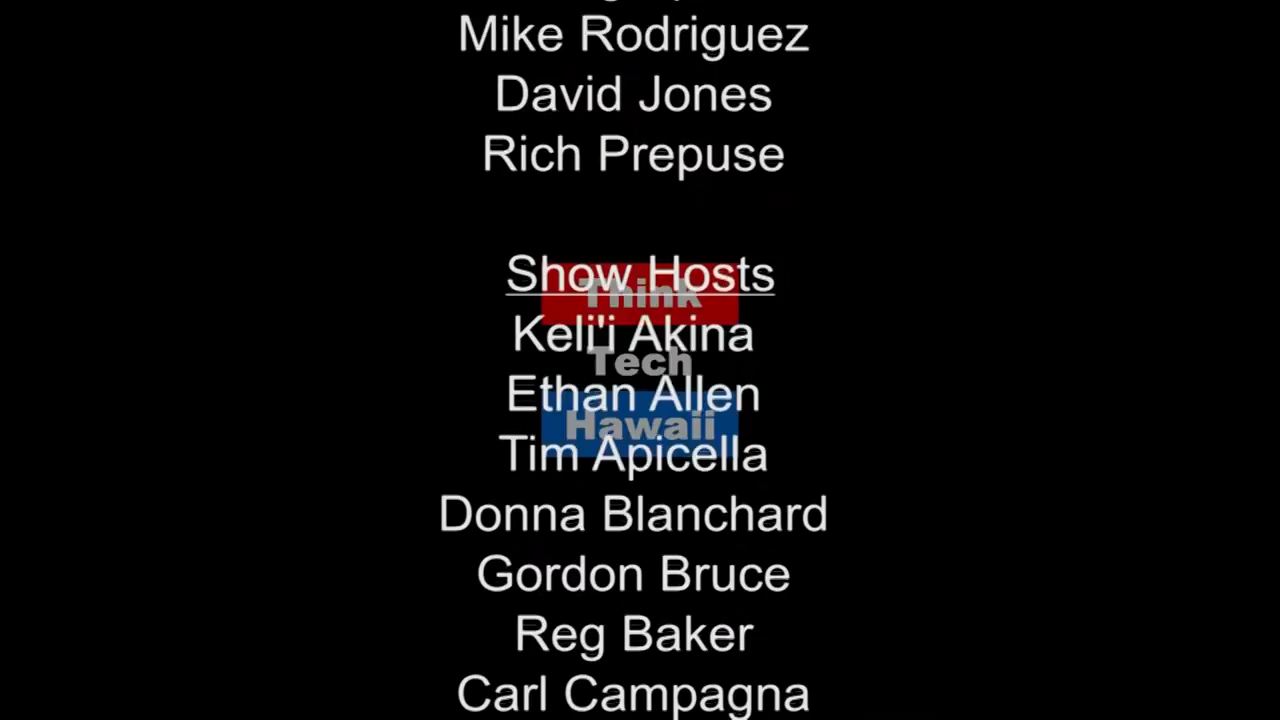 Mike Rodriguez
David Jones
Rich Prepuse
Show Hosts
Think
Keli'i Akina
Tech
Ethan Allen
Hawaii
Tim Apicella
Donna Blanchard
Gordon Bruce
Reg Baker
Carl Campagna